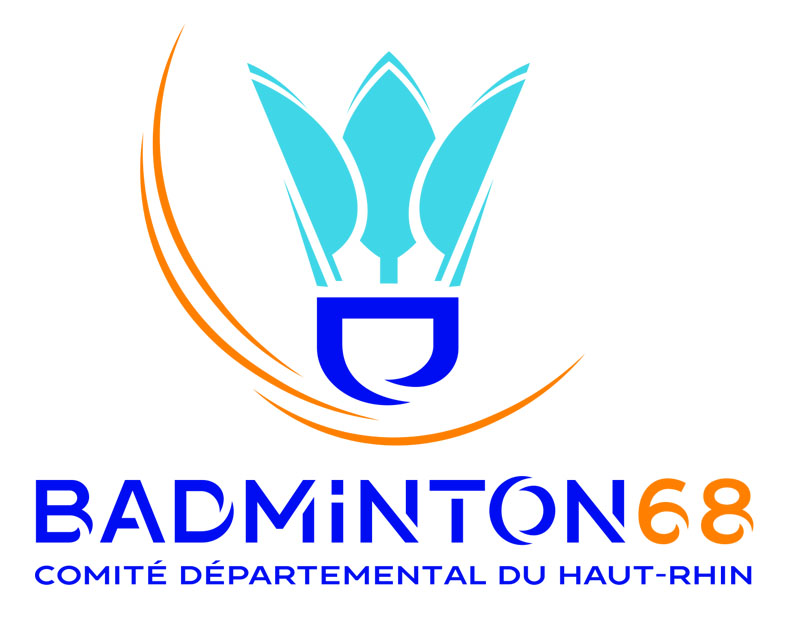 BADMiNTON68
COMITÉ DÉPARTEMENTAL DU HAUT-RHIN